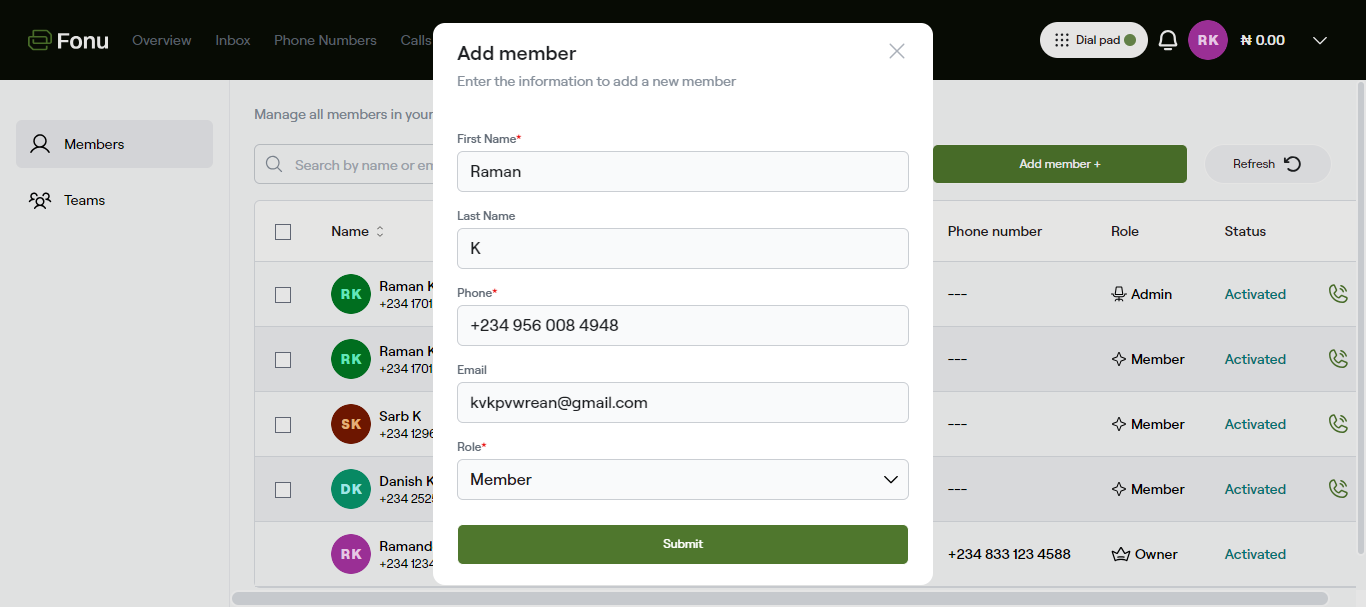 Fonu
Overview
Inbox
Phone Numbers
Calls
Dial pad
RK
₦ 0.00
Members
Teams
Manage all members in your
Search by name or em
Add member +
Refresh
Name
Phone number
Role
Status
RK
Raman K
+234 1701
---
Admin
Activated
RK
Raman K
+234 1701
---
Member
Activated
SK
Sarb K
+234 1296
---
Member
Activated
DK
Danish K
+234 2525
---
Member
Activated
RK
Ramand
+234 1234
+234 833 123 4588
Owner
Activated
Add member
Enter the information to add a new member
First Name*
Raman
Last Name
K
Phone*
+234 956 008 4948
Email
kvkpvwrean@gmail.com
Role*
Member
Submit